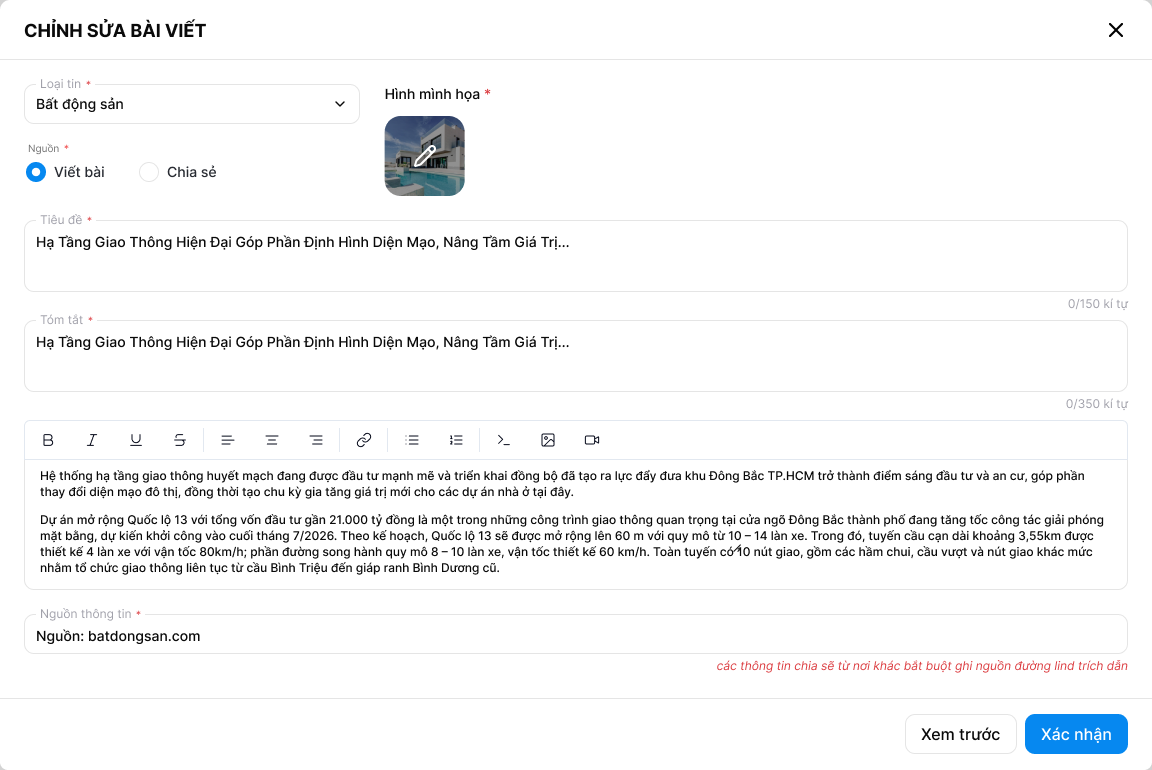 CHỈNH SỬA BÀI VIẾT
Loại tin *
Bất động sản
Hình mình họa *
Nguồn *
Viết bài
Chia sẻ
Tiêu đề *
Hạ Tầng Giao Thông Hiện Đại Góp Phần Định Hình Diện Mạo, Nâng Tầm Giá Trị...
0/150 kí tự
Tóm tắt *
Hạ Tầng Giao Thông Hiện Đại Góp Phần Định Hình Diện Mạo, Nâng Tầm Giá Trị...
0/350 kí tự
Hệ thống hạ tầng giao thông huyết mạch đang được đầu tư mạnh mẽ và triển khai đồng bộ đã tạo ra lực đẩy đưa khu Đông Bắc TP.HCM trở thành điểm sáng đầu tư và an cư, góp phần
thay đổi diện mạo đô thị, đồng thời tạo chu kỳ gia tăng giá trị mới cho các dự án nhà ở tại đây.
Dự án mở rộng Quốc lộ 13 với tổng vốn đầu tư gần 21.000 tỷ đồng là một trong những công trình giao thông quan trọng tại cửa ngõ Đông Bắc thành phố đang tăng tốc công tác giải phóng
mặt bằng, dự kiến khởi công vào cuối tháng 7/2026. Theo kế hoạch, Quốc lộ 13 sẽ được mở rộng lên 60 m với quy mô từ 10 – 14 làn xe. Trong đó, tuyến cầu cạn dài khoảng 3,55km được
thiết kế 4 làn xe với vận tốc 80km/h; phần đường song hành quy mô 8 – 10 làn xe, vận tốc thiết kế 60 km/h. Toàn tuyến có 10 nút giao, gồm các hầm chui, cầu vượt và nút giao khác mức
nhằm tổ chức giao thông liên tục từ cầu Bình Triệu đến giáp ranh Bình Dương cũ.
Nguồn thông tin *
Nguồn: batdongsan.com
các thông tin chia sẽ từ nơi khác bắt buột ghi nguồn đường lind trích dẫn
Xem trước
Xác nhận